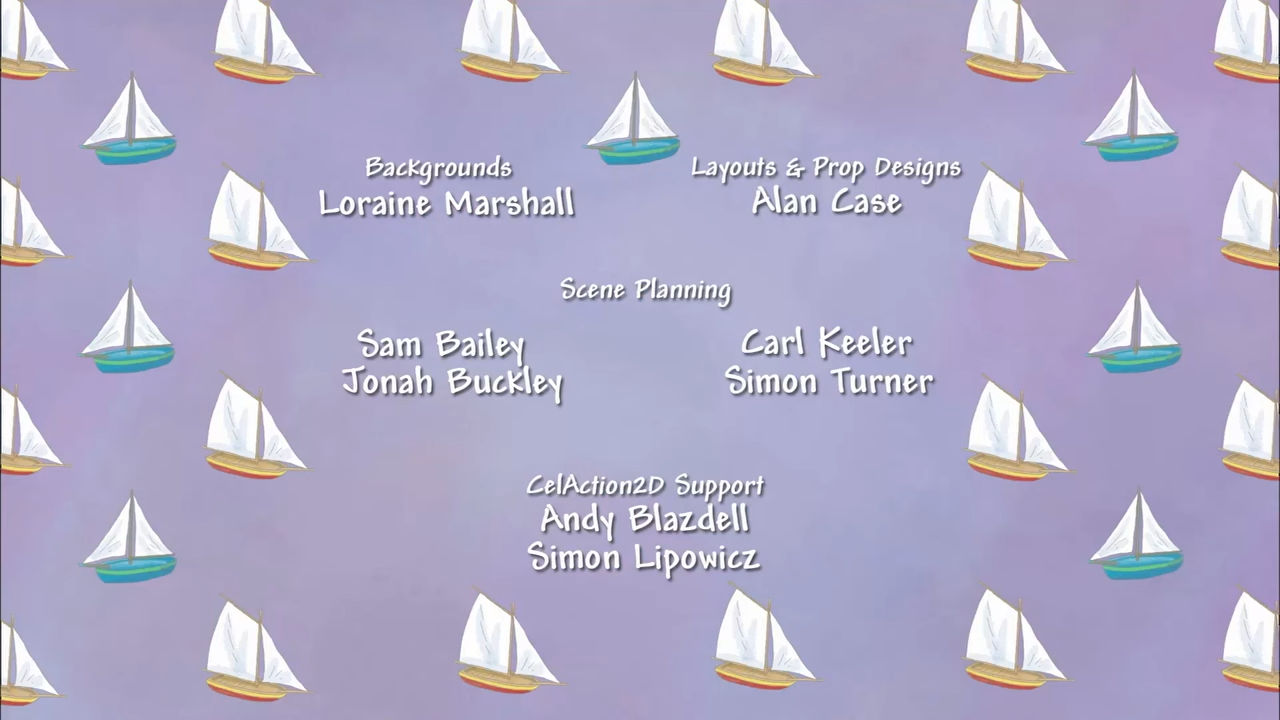 Backgrounds
Loraine Marshall
Layouts & Prop Designs
Alan Case
Scene Planning
Sam Bailey
Jonah Buckley
Carl Keeler
Simon Turner
CelAction2D Support
Andy Blazdell
Simon Lipowicz